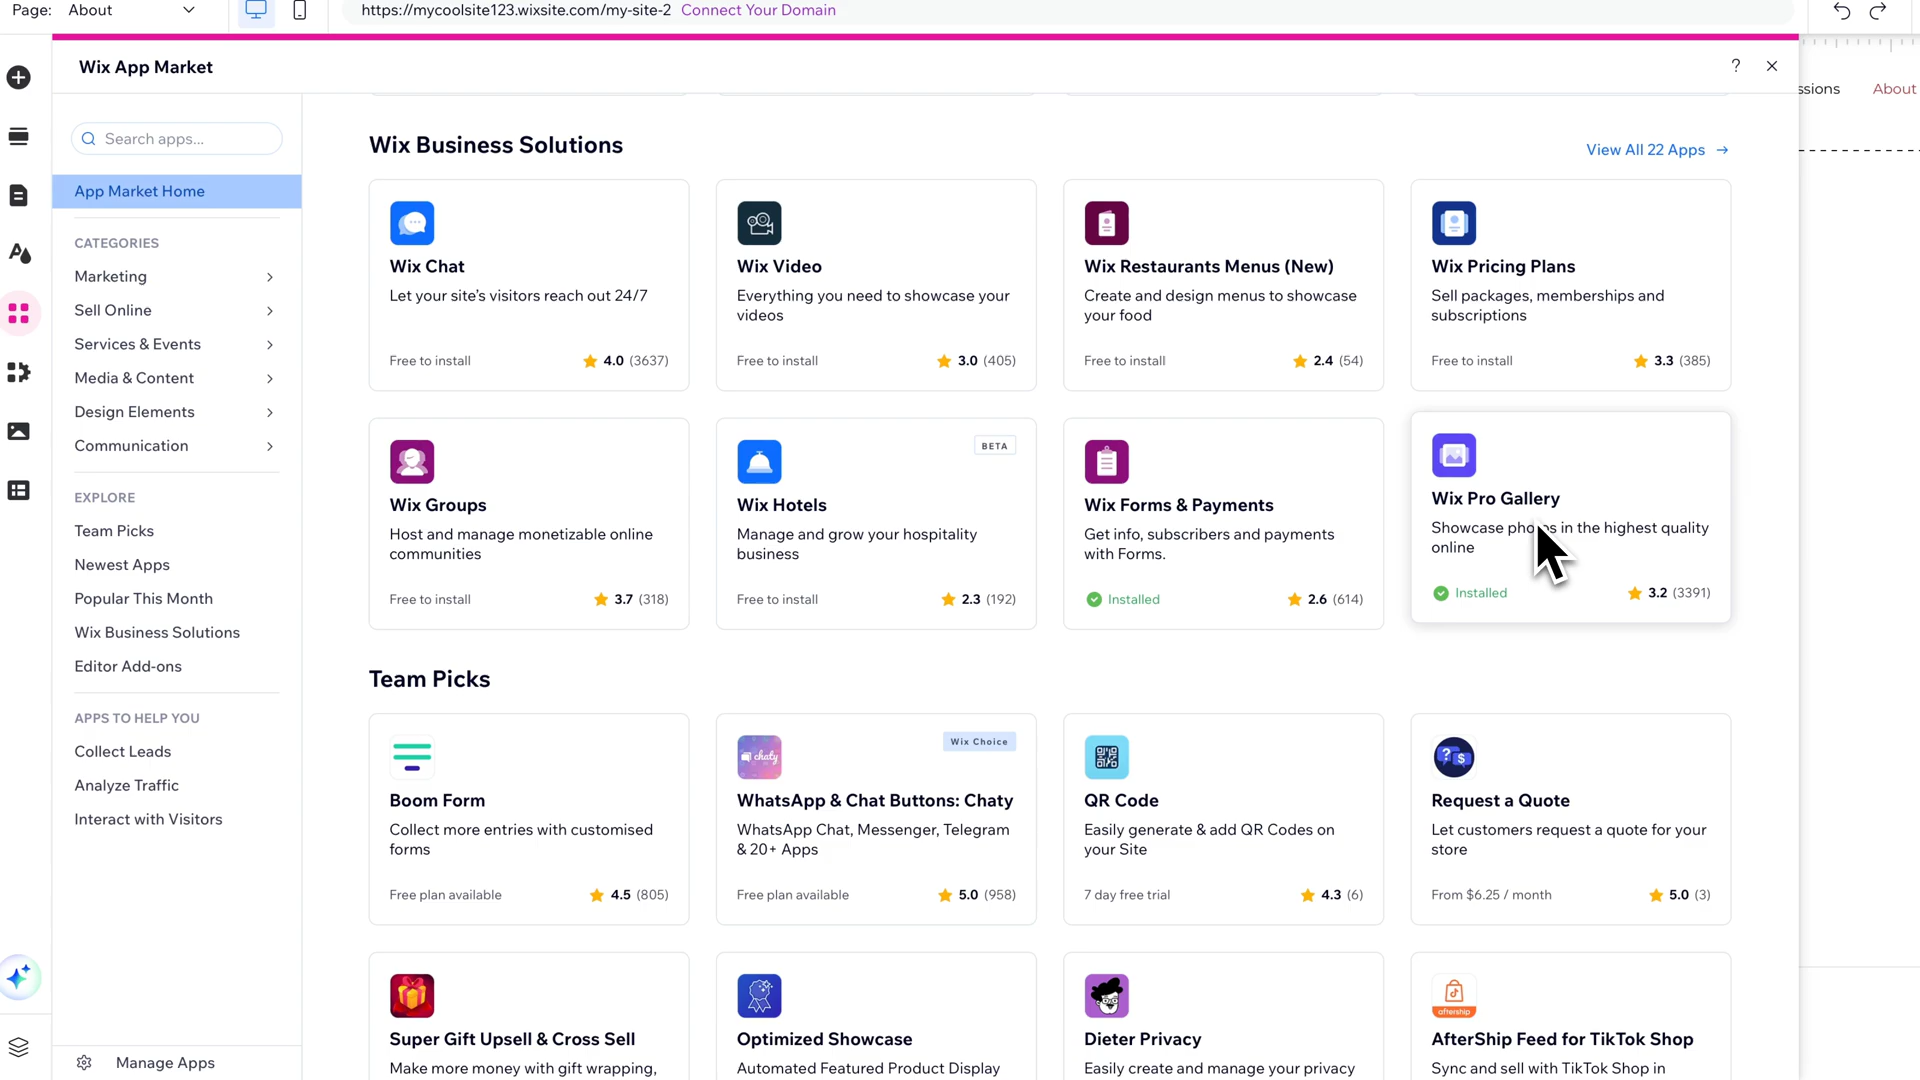 Page: About
https://mycoolsite123.wixsite.com/my-site-2 Connect Your Domain
Wix App Market
?
ssions About
Search apps...
App Market Home
CATEGORIES
Marketing
Sell Online
Services & Events
Media & Content
Design Elements
Communication
EXPLORE
Team Picks
Newest Apps
Popular This Month
Wix Business Solutions
Editor Add-ons
APPS TO HELP YOU
Collect Leads
Analyze Traffic
Interact with Visitors
Manage Apps
Wix Business Solutions
View All 22 Apps
Wix Chat
Let your site's visitors reach out 24/7
Free to install 4.0 (3637)
Wix Video
Everything you need to showcase your
videos
Free to install 3.0 (405)
Wix Restaurants Menus (New)
Create and design menus to showcase
your food
Free to install 2.4 (54)
Wix Pricing Plans
Sell packages, memberships and
subscriptions
Free to install 3.3 (385)
Wix Groups
Host and manage monetizable online
communities
Free to install 3.7 (318)
BETA
Wix Hotels
Manage and grow your hospitality
business
Free to install 2.3 (192)
Wix Forms & Payments
Get info, subscribers and payments
with Forms.
Installed 2.6 (614)
Wix Pro Gallery
Showcase photos in the highest quality
online
Installed 3.2 (3391)
Team Picks
Boom Form
Collect more entries with customised
forms
Free plan available 4.5 (805)
chaty
Wix Choice
WhatsApp & Chat Buttons: Chaty
WhatsApp Chat, Messenger, Telegram
& 20+ Apps
Free plan available 5.0 (958)
QR Code
Easily generate & add QR Codes on
your Site
7 day free trial 4.3 (6)
? $
Request a Quote
Let customers request a quote for your
store
From $6.25 / month 5.0 (3)
Super Gift Upsell & Cross Sell
Make more money with gift wrapping,
Optimized Showcase
Automated Featured Product Display
Dieter Privacy
Easily create and manage your privacy
aftership
AfterShip Feed for TikTok Shop
Sync and sell with TikTok Shop in